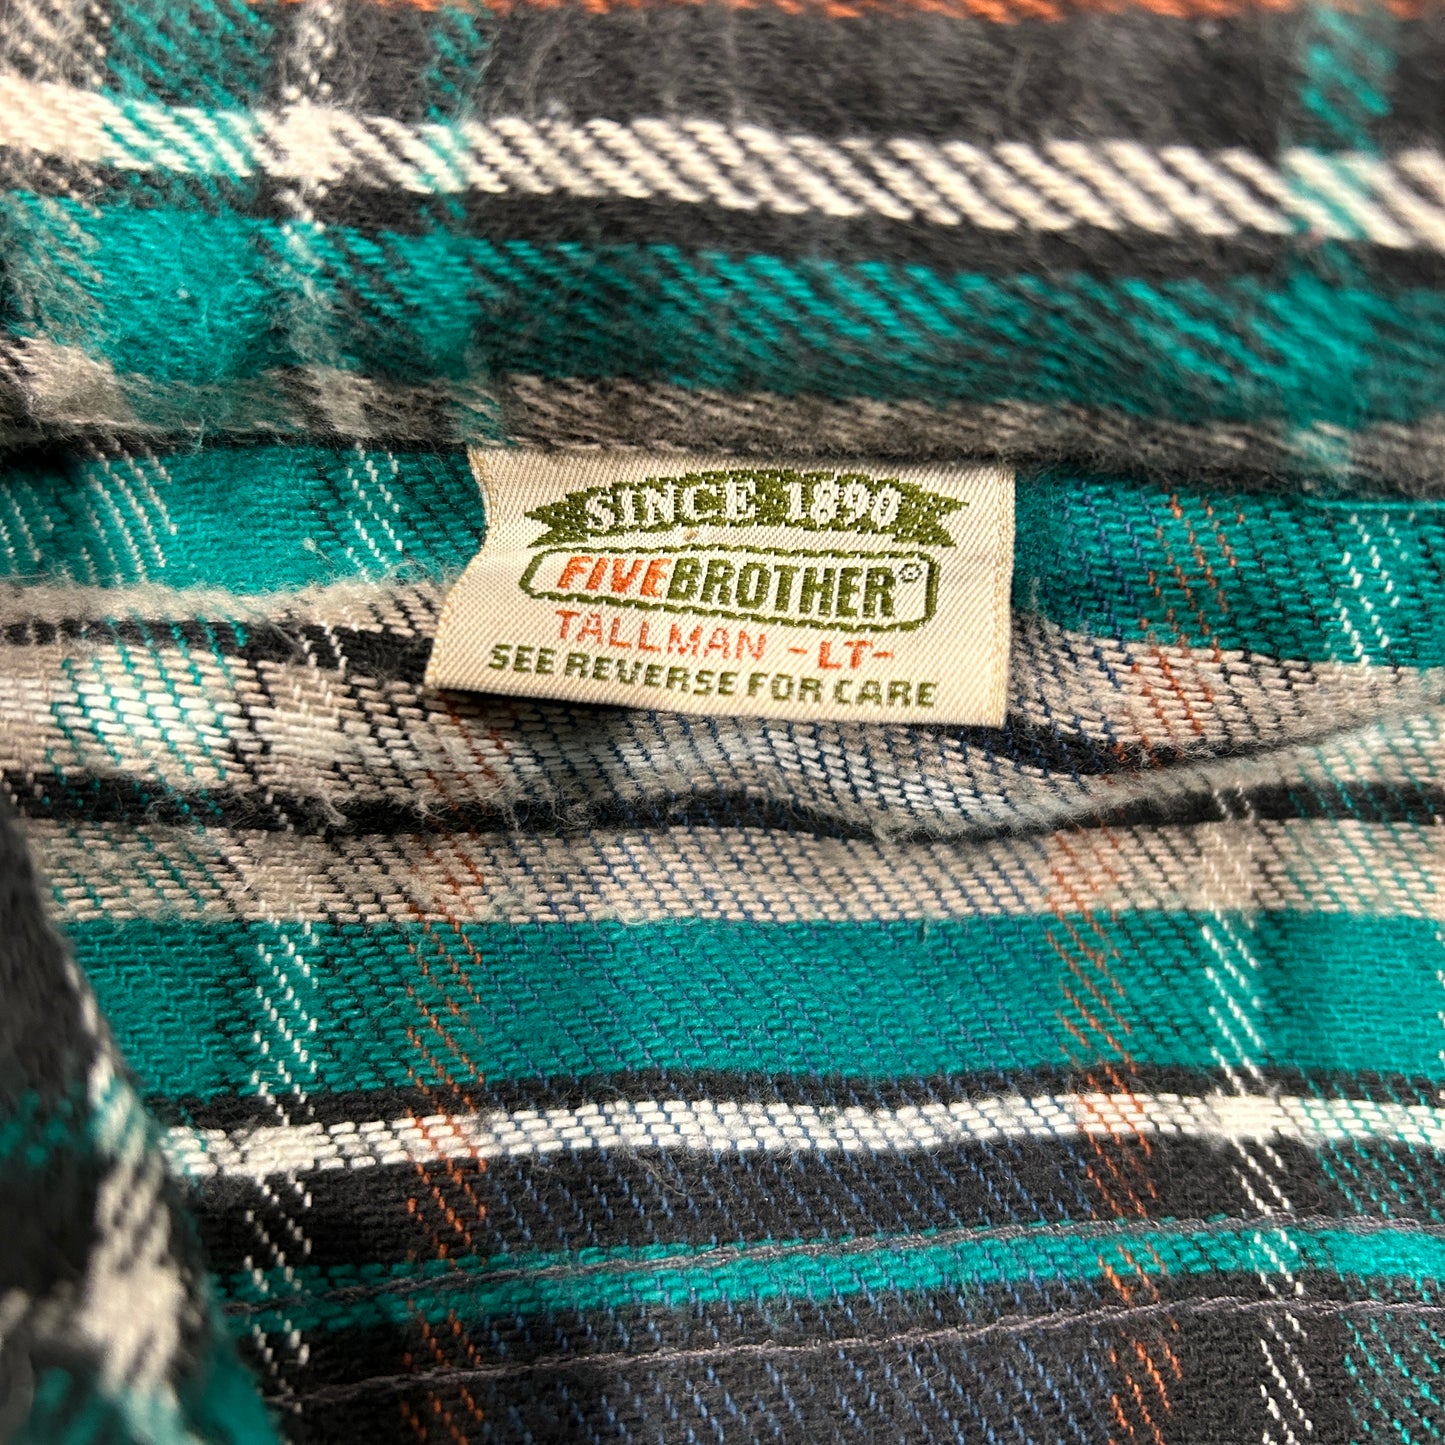 SINCE 1890
FIVEBROTHER®
TALLMAN -LT-
SEE REVERSE FOR CARE